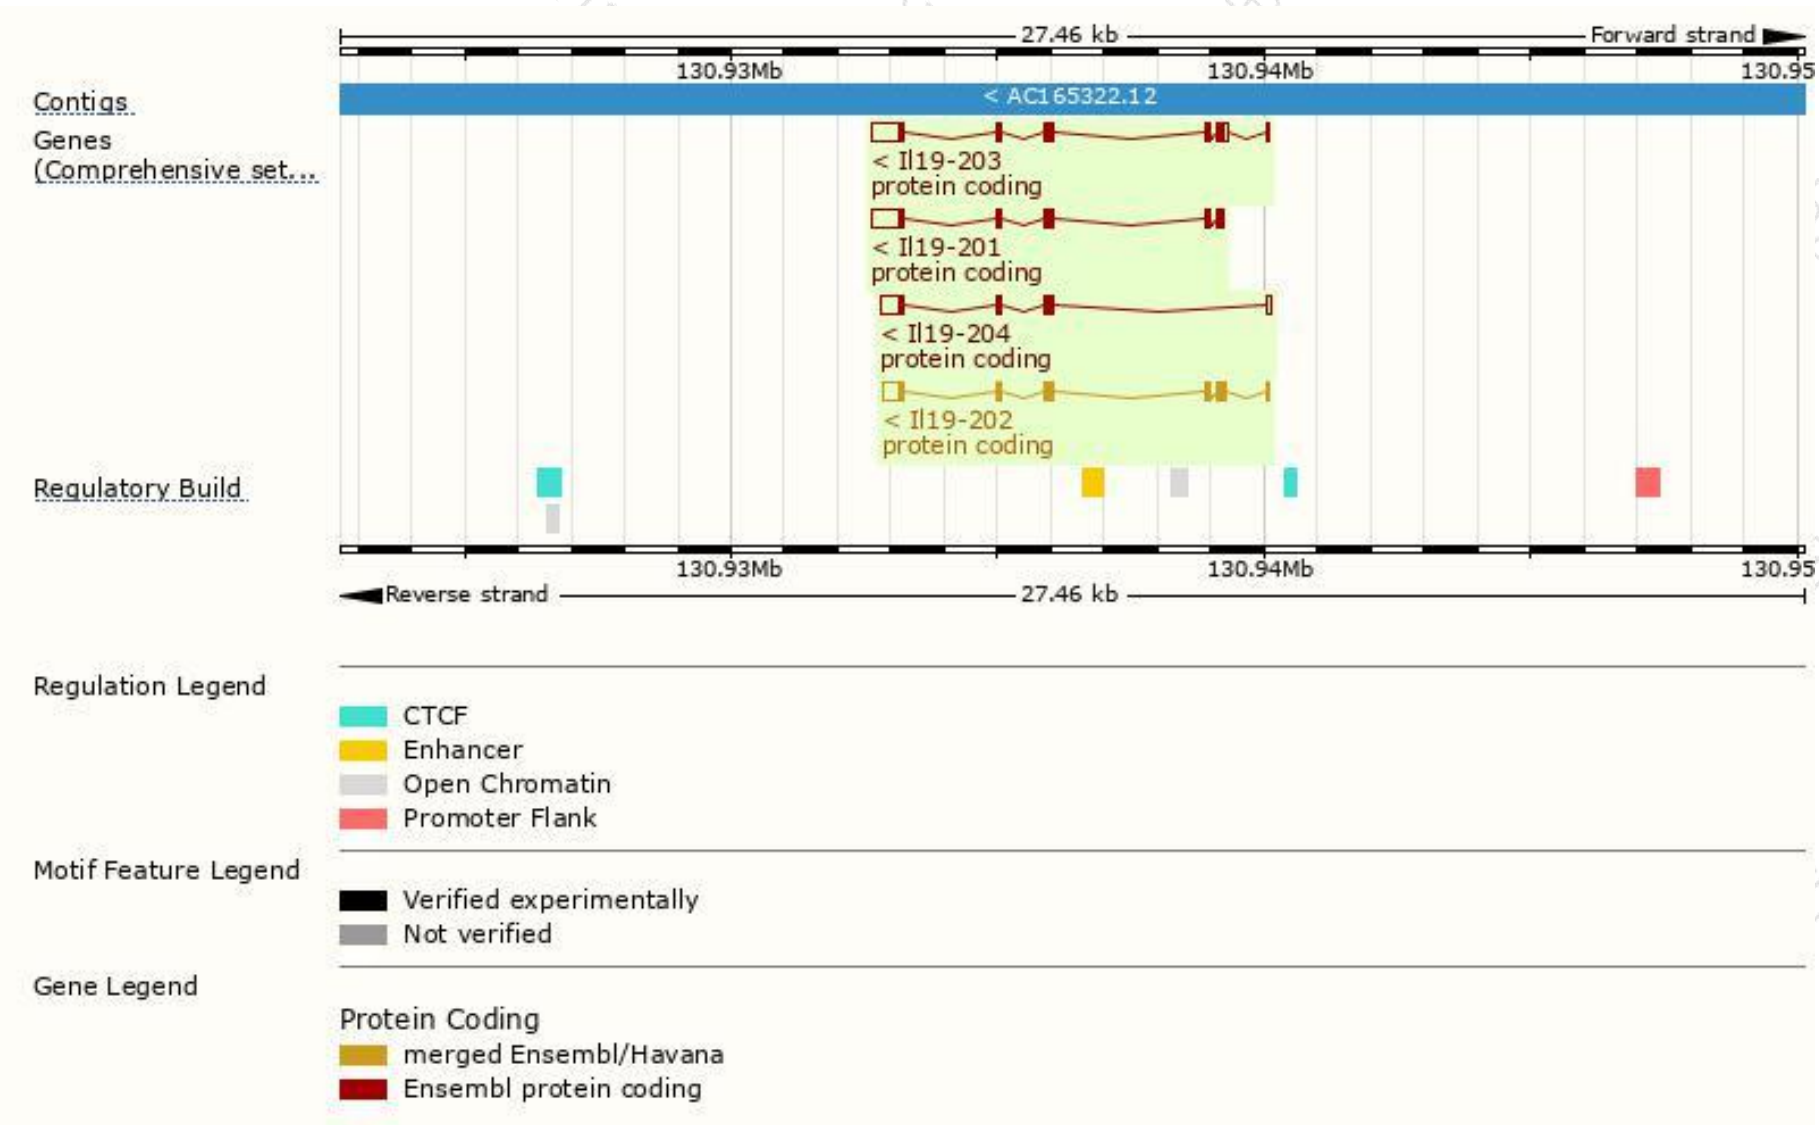 27.46 kb
Forward strand
130.93Mb 130.94Mb 130.95
Contigs
< AC165322.12
Genes
(Comprehensive set...
< Il19-203
protein coding
< Il19-201
protein coding
< Il19-204
protein coding
< Il19-202
protein coding
Regulatory Build
130.93Mb 130.94Mb 130.95
Reverse strand
27.46 kb
Regulation Legend
CTCF
Enhancer
Open Chromatin
Promoter Flank
Motif Feature Legend
Verified experimentally
Not verified
Gene Legend
Protein Coding
merged Ensembl/Havana
Ensembl protein coding